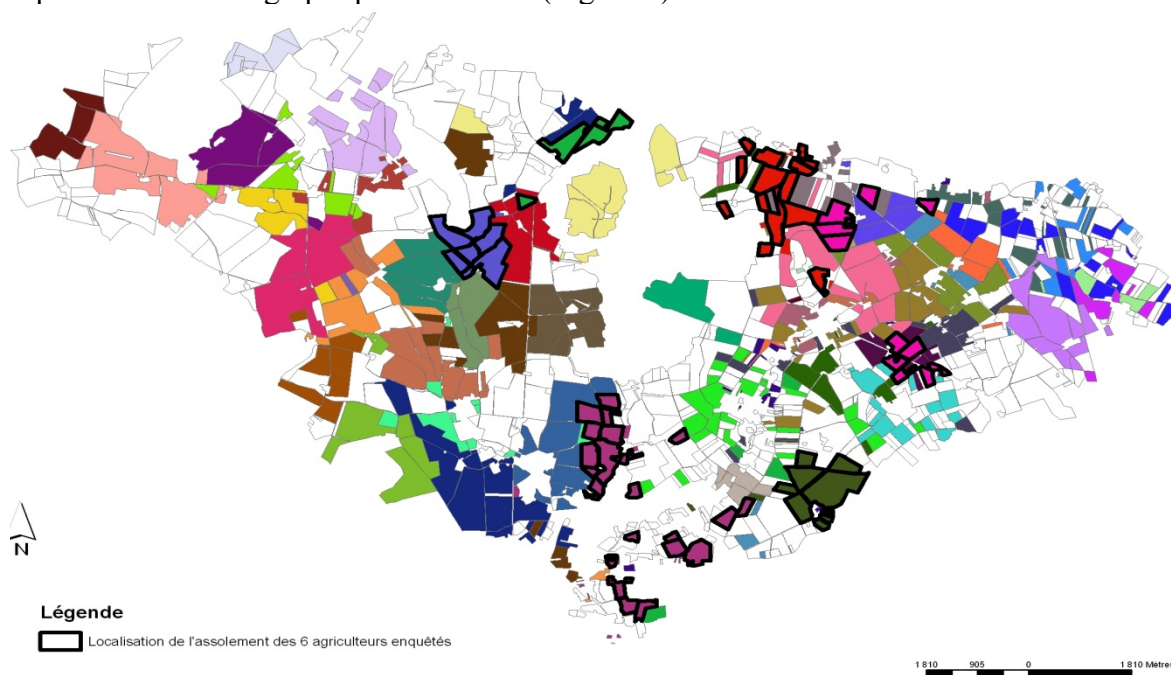 N
Légende
Localisation de l'assolement des 6 agriculteurs enquêtés
1 810 905 0 1 810 Mètres